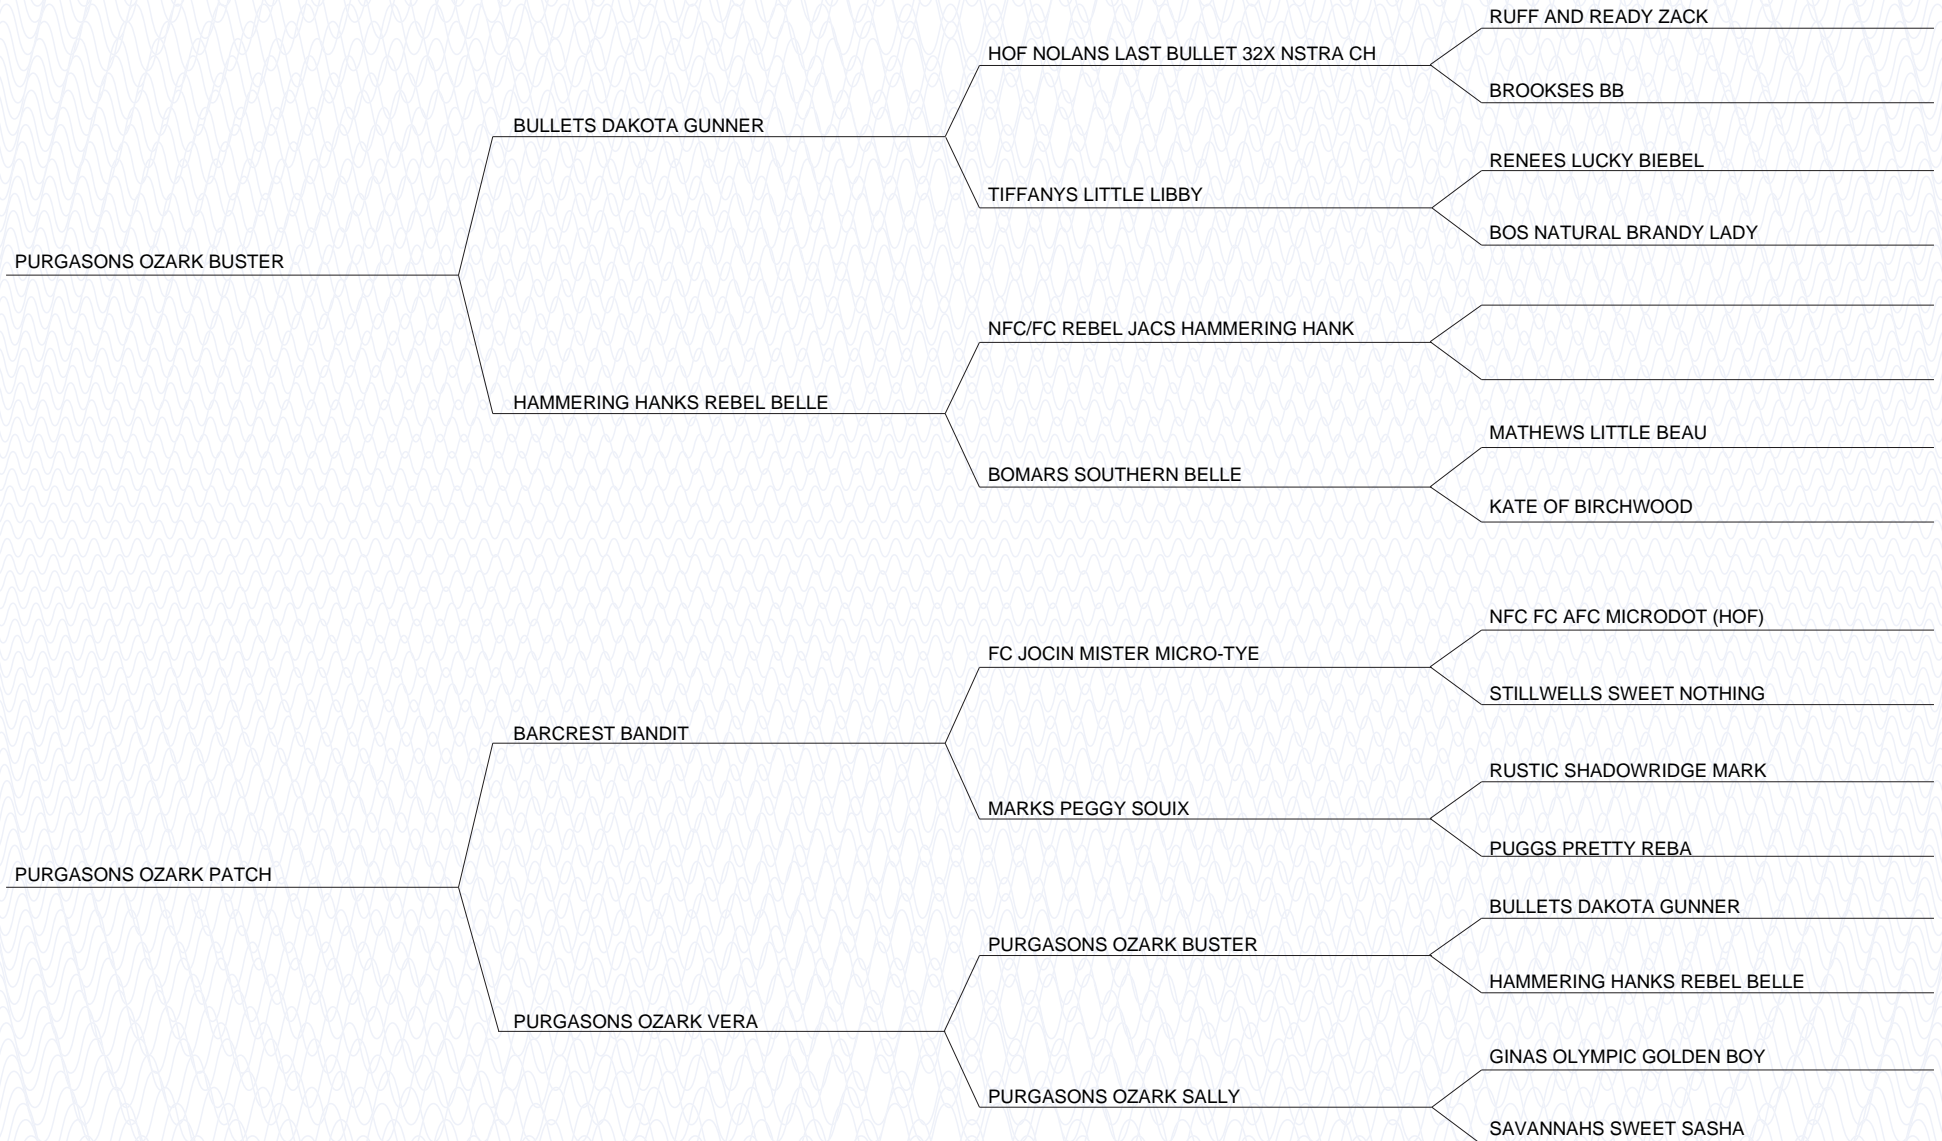 RUFF AND READY ZACK
HOF NOLANS LAST BULLET 32X NSTRA CH
BROOKSES BB
BULLETS DAKOTA GUNNER
RENEES LUCKY BIEBEL
TIFFANYS LITTLE LIBBY
BOS NATURAL BRANDY LADY
PURGASONS OZARK BUSTER
NFC/FC REBEL JACS HAMMERING HANK
HAMMERING HANKS REBEL BELLE
MATHEWS LITTLE BEAU
BOMARS SOUTHERN BELLE
KATE OF BIRCHWOOD
NFC FC AFC MICRODOT (HOF)
FC JOCIN MISTER MICRO-TYE
STILLWELLS SWEET NOTHING
BARCREST BANDIT
RUSTIC SHADOWRIDGE MARK
MARKS PEGGY SOUIX
PUGGS PRETTY REBA
PURGASONS OZARK PATCH
BULLETS DAKOTA GUNNER
PURGASONS OZARK BUSTER
HAMMERING HANKS REBEL BELLE
PURGASONS OZARK VERA
GINAS OLYMPIC GOLDEN BOY
PURGASONS OZARK SALLY
SAVANNAHS SWEET SASHA